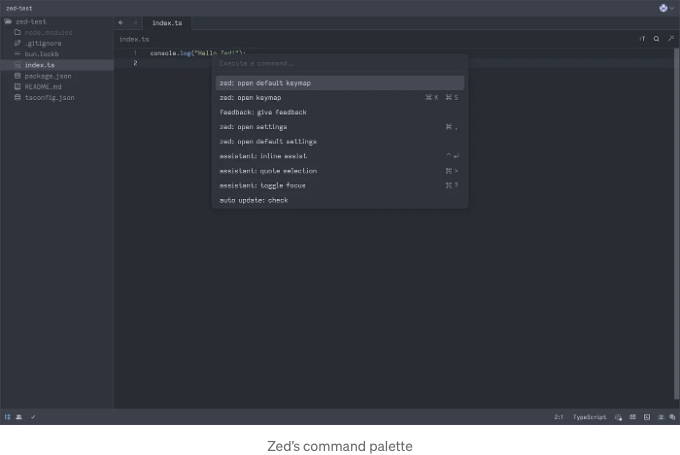 zed-test
zed-test
node_modules
.gitignore
bun.lockb
index.ts
package.json
README.md
tsconfig.json
index.ts
index.ts
1 console.log("Hello Zed!");
2
Execute a command...
zed: open default keymap
zed: open keymap ⌘ K ⌘ S
feedback: give feedback
zed: open settings ⌘ ,
zed: open default settings
assistant: inline assist ^ ↵
assistant: quote selection ⌘ >
assistant: toggle focus ⌘ ?
auto update: check
2:1 TypeScript
Zed's command palette